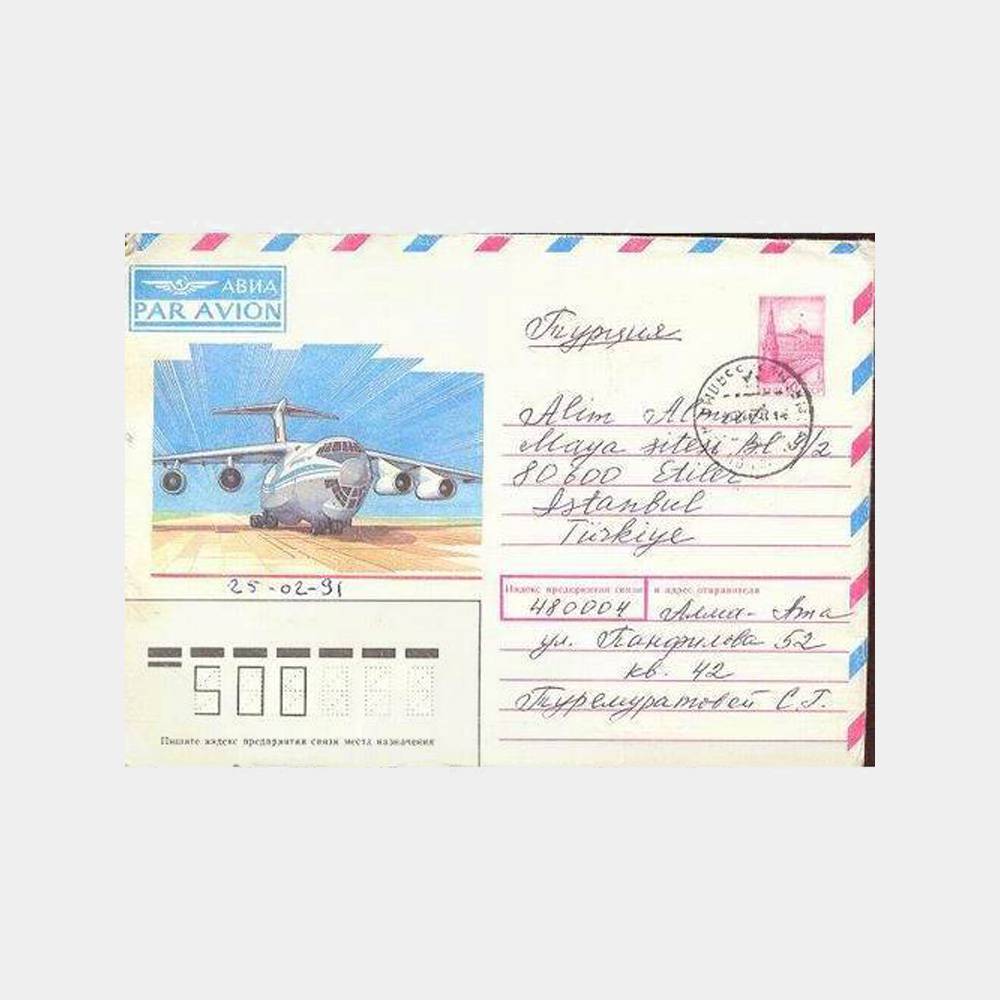 АВИА
PAR AVION
Турция
Alim
Maya sitesi Bl. 9/2
80600 Etiler
Istanbul
Türkiye
25-02-91
Индекс предприятия связи и адрес отправителя
480004 Алма-Ата
ул. Панфилова 52
кв. 42
Туремуратовой С.Г.
500
Пишите индекс предприятия связи места назначения